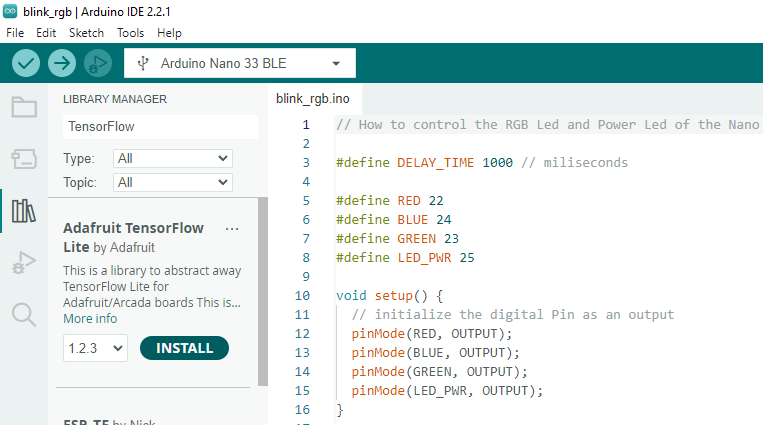 blink_rgb | Arduino IDE 2.2.1
File Edit Sketch Tools Help
Arduino Nano 33 BLE
LIBRARY MANAGER
TensorFlow
Type: All
Topic: All
Adafruit TensorFlow
Lite by Adafruit
This is a library to abstract away
TensorFlow Lite for
Adafruit/Arcada boards This is...
More info
1.2.3 INSTALL
blink_rgb.ino
1 // How to control the RGB Led and Power Led of the Nano
2
3 #define DELAY_TIME 1000 // miliseconds
4
5 #define RED 22
6 #define BLUE 24
7 #define GREEN 23
8 #define LED_PWR 25
9
10 void setup() {
11 // initialize the digital Pin as an output
12 pinMode(RED, OUTPUT);
13 pinMode(BLUE, OUTPUT);
14 pinMode(GREEN, OUTPUT);
15 pinMode(LED_PWR, OUTPUT);
16 }